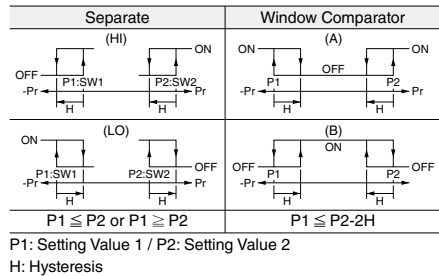 Separate Window Comparator
(HI) (A)
ON ON ON
OFF OFF
P1:SW1 P2:SW2 P1 P2
-Pr Pr -Pr Pr
H H H H
(LO) (B)
ON ON
P1:SW1 P2:SW2 OFF OFF P1 P2 OFF
-Pr Pr -Pr Pr
H H H H
P1 ≦ P2 or P1 ≧ P2 P1 ≦ P2-2H
P1: Setting Value 1 / P2: Setting Value 2
H: Hysteresis